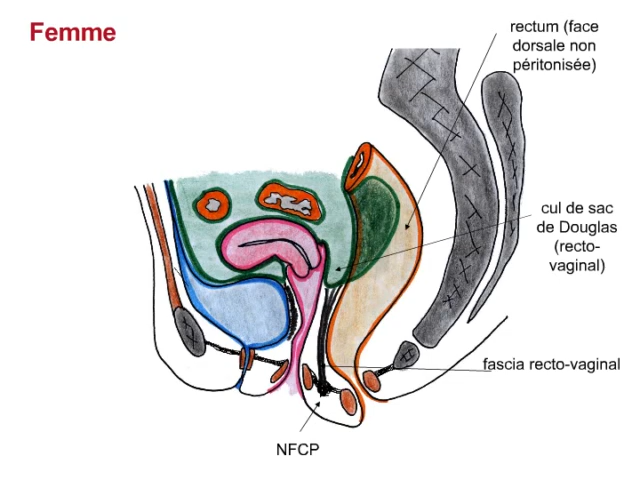 Femme
rectum (face
dorsale non
péritonisée)
cul de sac
de Douglas
(recto-
vaginal)
fascia recto-vaginal
NFCP